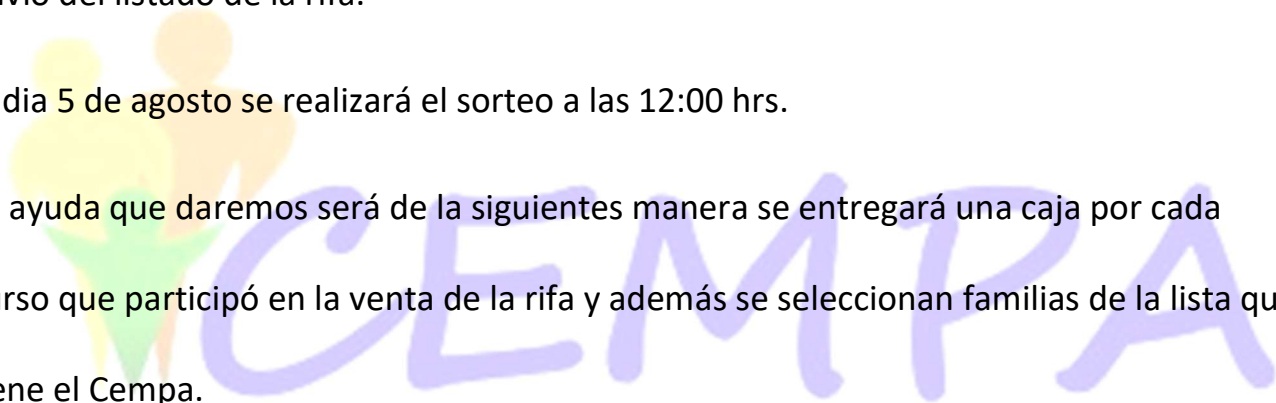 del listado de la rifa.
dia 5 de agosto se realizará el sorteo a las 12:00 hrs.
ayuda que daremos será de la siguientes manera se entregará una caja por cada
rso que participó en la venta de la rifa y además se seleccionan familias de la lista qu
ene el Cempa.
CEMPA